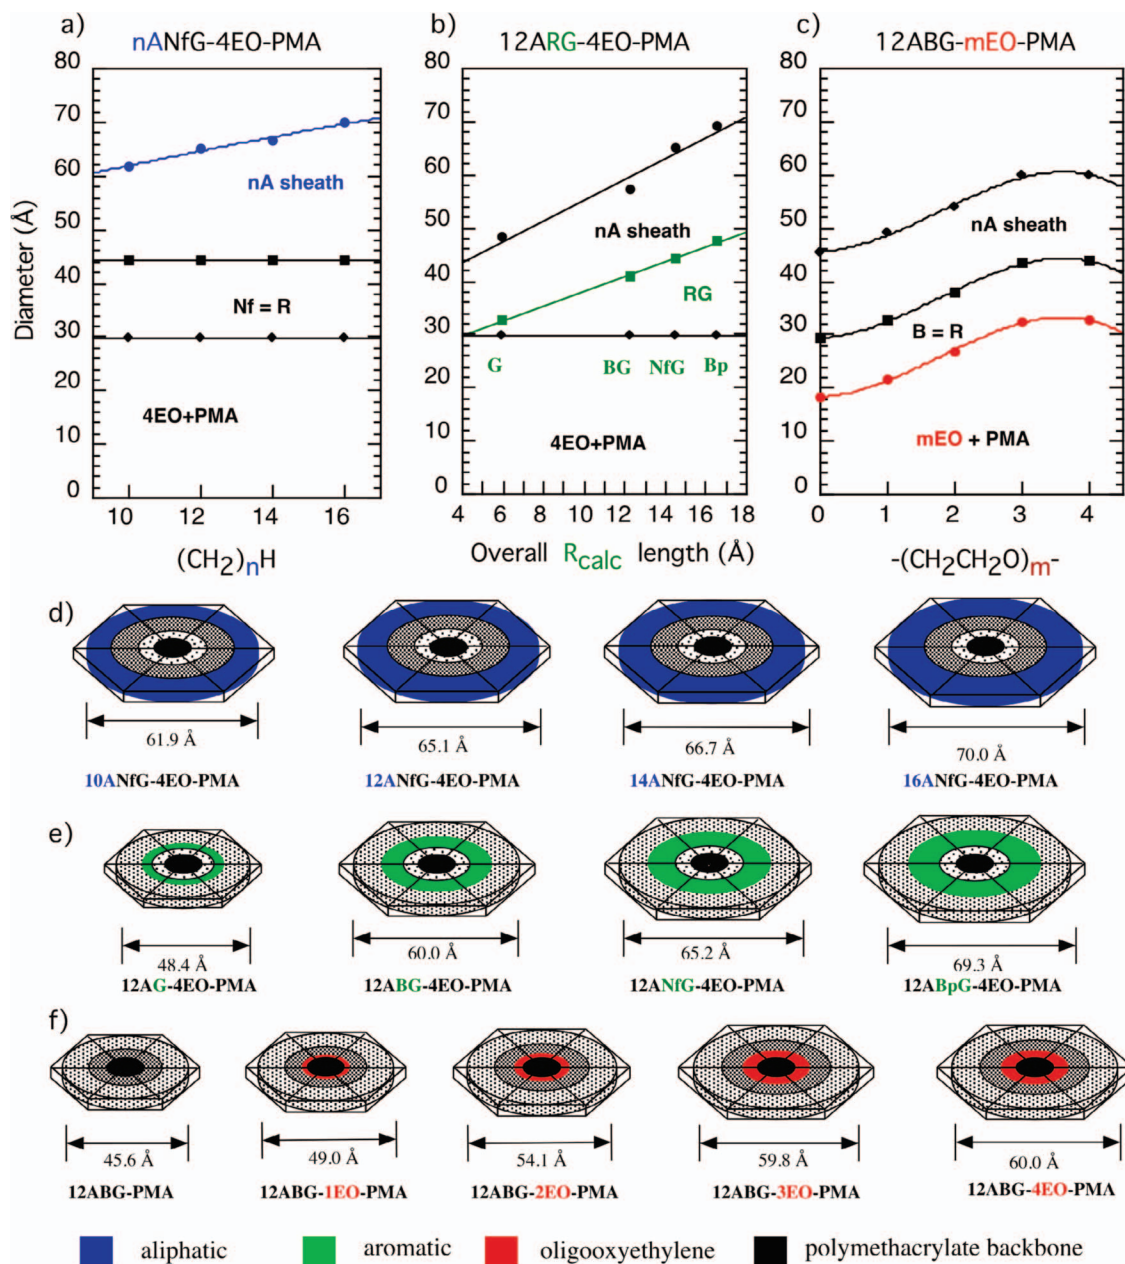 a)
nANfG-4EO-PMA
b)
12ARG-4EO-PMA
c)
12ABG-mEO-PMA
Diameter (Å)
80
70
60
50
40
30
20
10
0
nA sheath
Nf = R
4EO+PMA
10 12 14 16
(CH2)nH
80
70
60
50
40
30
20
10
0
nA sheath
RG
G BG NfG Bp
4EO+PMA
4 6 8 10 12 14 16 18
Overall Rcalc length (Å)
80
70
60
50
40
30
20
10
0
nA sheath
B = R
mEO + PMA
0 1 2 3 4
-(CH2CH2O)m-
d)
61.9 Å 65.1 Å 66.7 Å 70.0 Å
10ANfG-4EO-PMA 12ANfG-4EO-PMA 14ANfG-4EO-PMA 16ANfG-4EO-PMA
e)
48.4 Å 60.0 Å 65.2 Å 69.3 Å
12AG-4EO-PMA 12ABG-4EO-PMA 12ANfG-4EO-PMA 12ABpG-4EO-PMA
f)
45.6 Å 49.0 Å 54.1 Å 59.8 Å 60.0 Å
12ABG-PMA 12ABG-1EO-PMA 12ABG-2EO-PMA 12ABG-3EO-PMA 12ABG-4EO-PMA
aliphatic aromatic oligooxyethylene polymethacrylate backbone